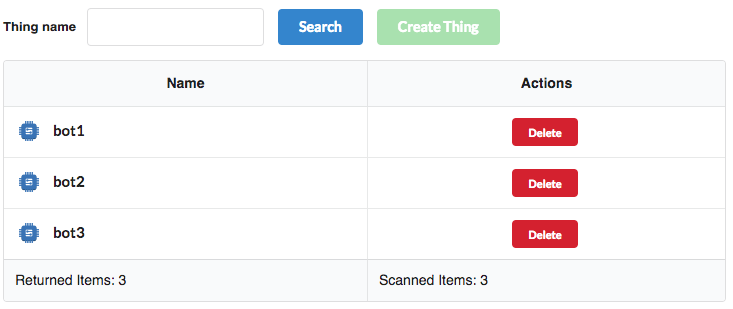 Thing name Search Create Thing
Name Actions
bot1 Delete
bot2 Delete
bot3 Delete
Returned Items: 3 Scanned Items: 3